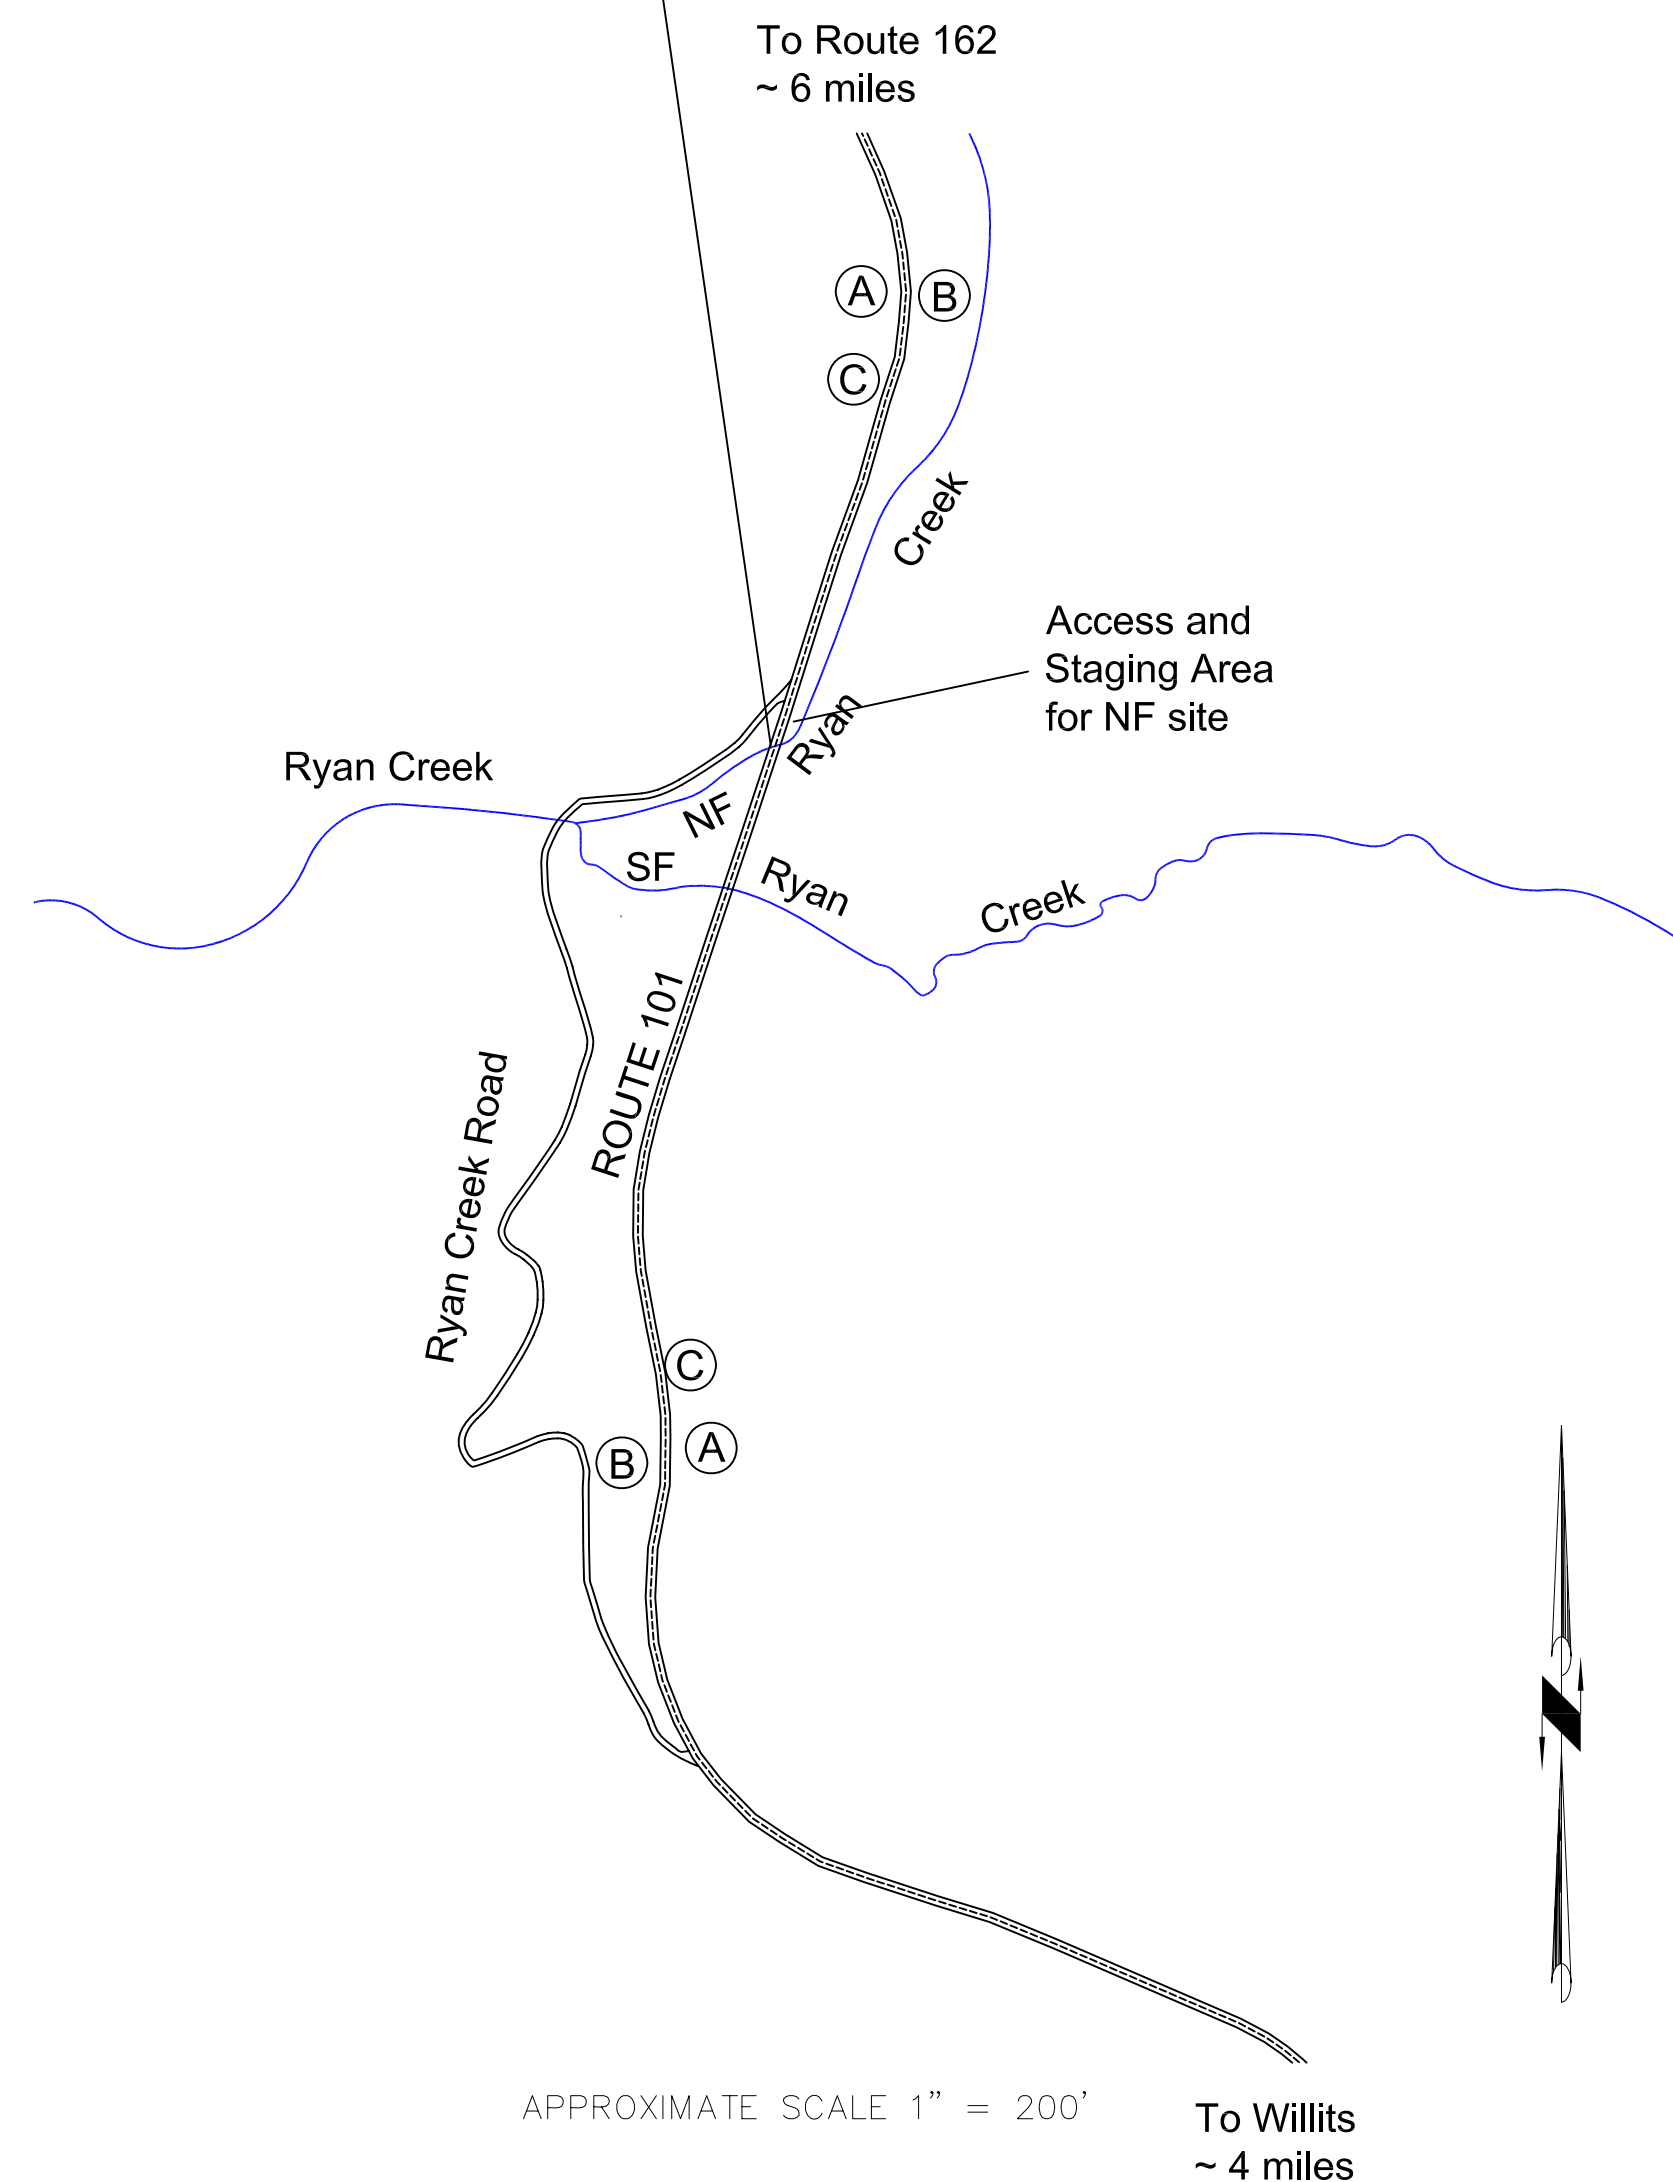 To Route 162
~ 6 miles
A
B
C
Creek
Access and
Staging Area
for NF site
Ryan
Ryan Creek
NF
SF
Ryan
Creek
ROUTE 101
Ryan Creek Road
C
A
B
N
APPROXIMATE SCALE 1" = 200'
To Willits
~ 4 miles